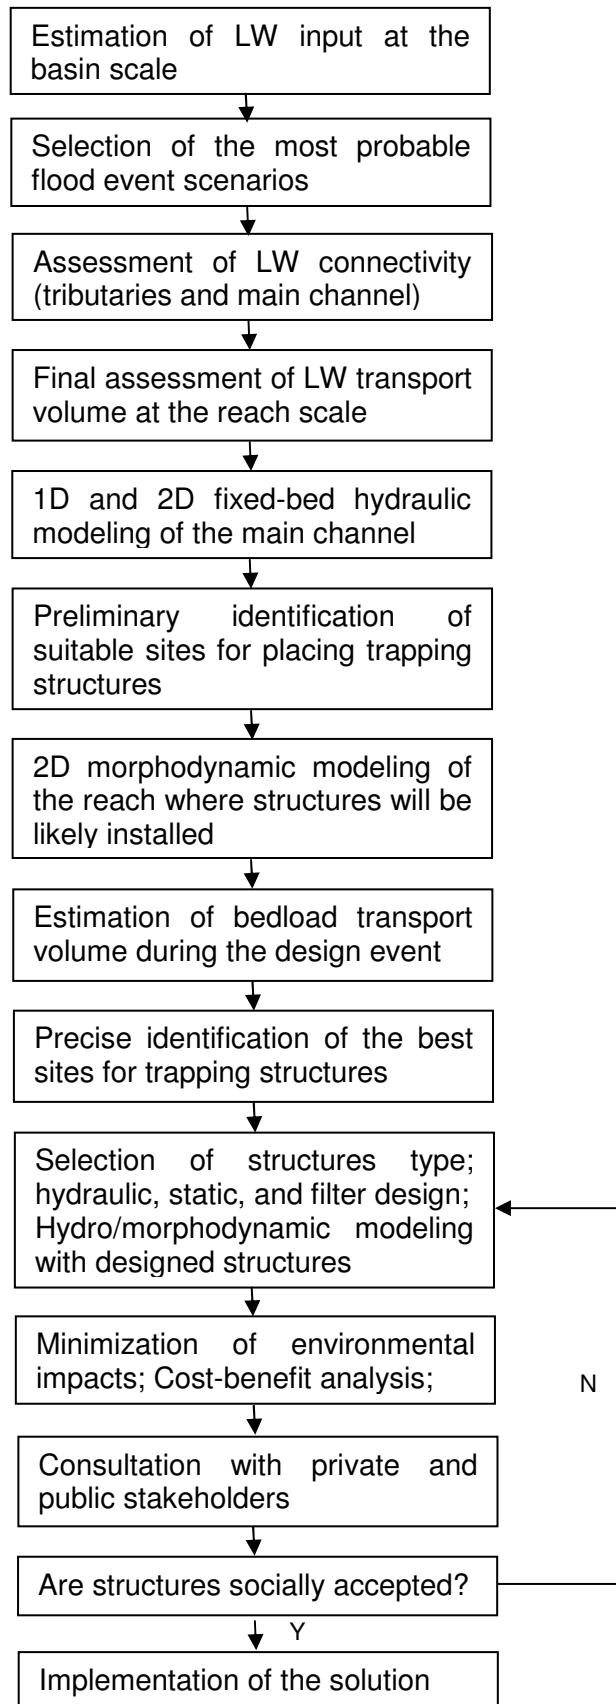 Estimation of LW input at the
basin scale
Selection of the most probable
flood event scenarios
Assessment of LW connectivity
(tributaries and main channel)
Final assessment of LW transport
volume at the reach scale
1D and 2D fixed-bed hydraulic
modeling of the main channel
Preliminary identification of
suitable sites for placing trapping
structures
2D morphodynamic modeling of
the reach where structures will be
likely installed
Estimation of bedload transport
volume during the design event
Precise identification of the best
sites for trapping structures
Selection of structures type;
hydraulic, static, and filter design;
Hydro/morphodynamic modeling
with designed structures
Minimization of environmental
impacts; Cost-benefit analysis;
N
Consultation with private and
public stakeholders
Are structures socially accepted?
Y
Implementation of the solution